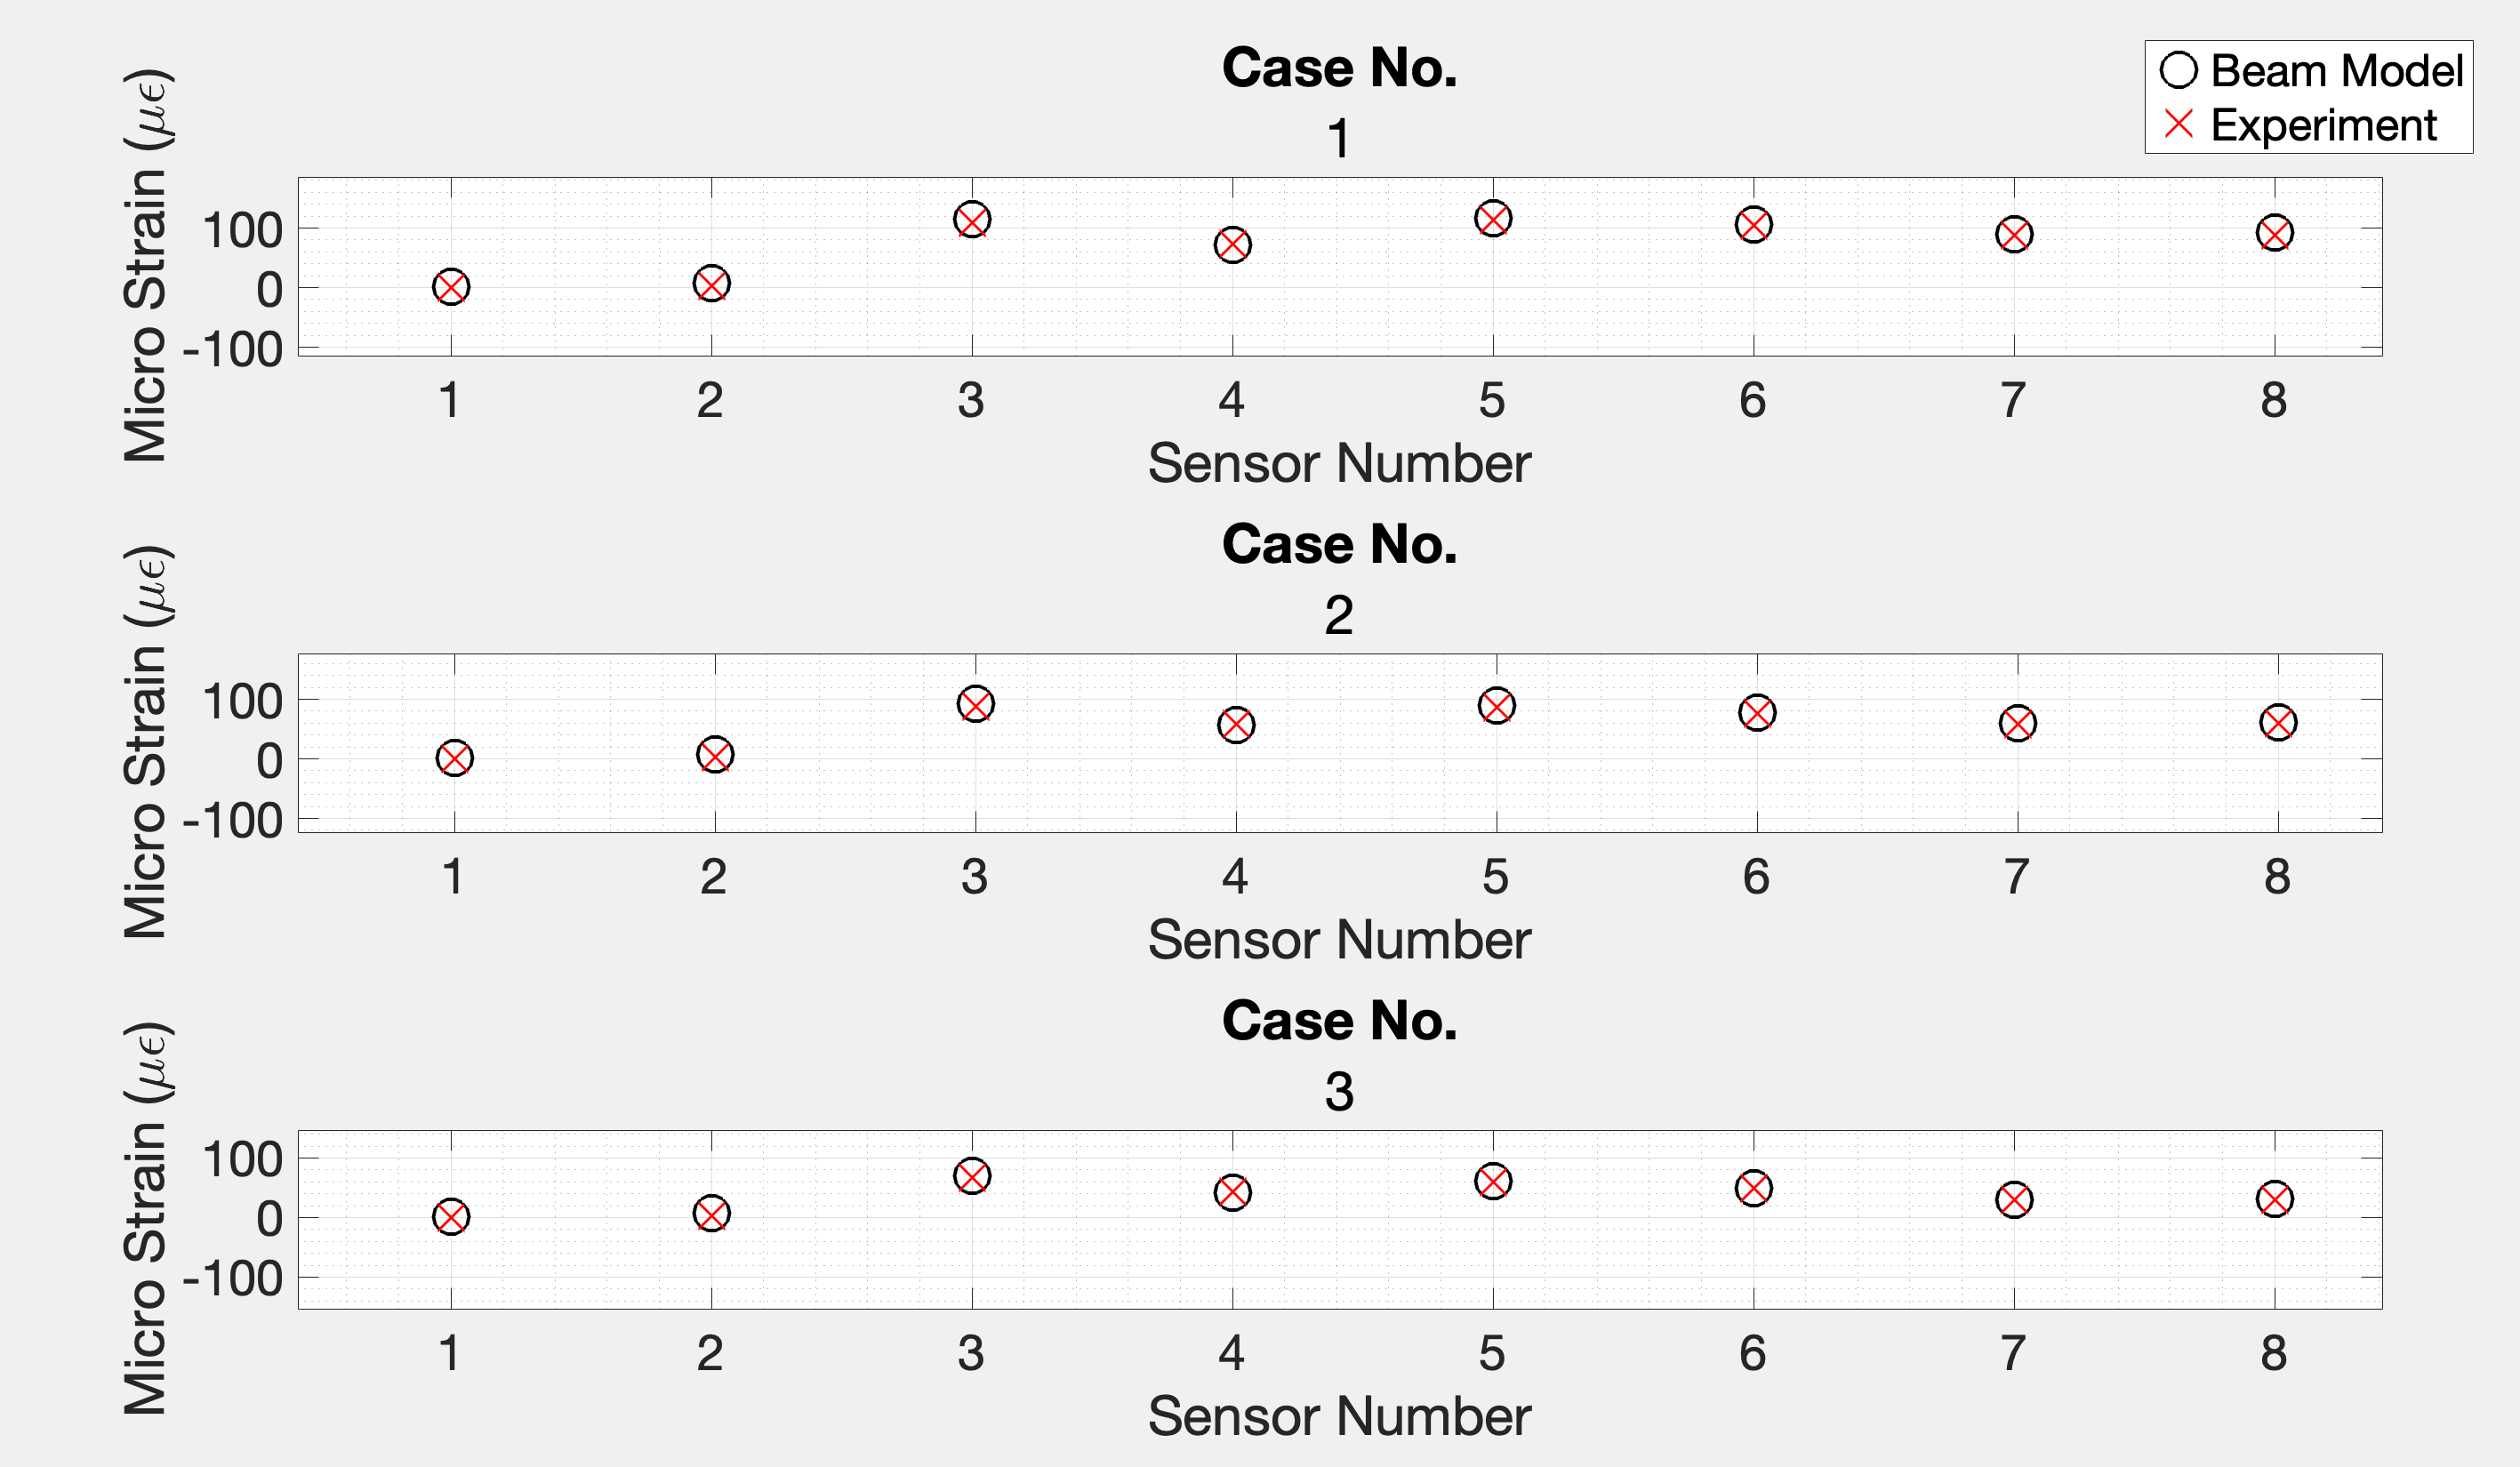 Case No.
1
Beam Model
Experiment
Micro Strain (µϵ)
100
0
-100
1 2 3 4 5 6 7 8
Sensor Number
Case No.
2
Micro Strain (µϵ)
100
0
-100
1 2 3 4 5 6 7 8
Sensor Number
Case No.
3
Micro Strain (µϵ)
100
0
-100
1 2 3 4 5 6 7 8
Sensor Number